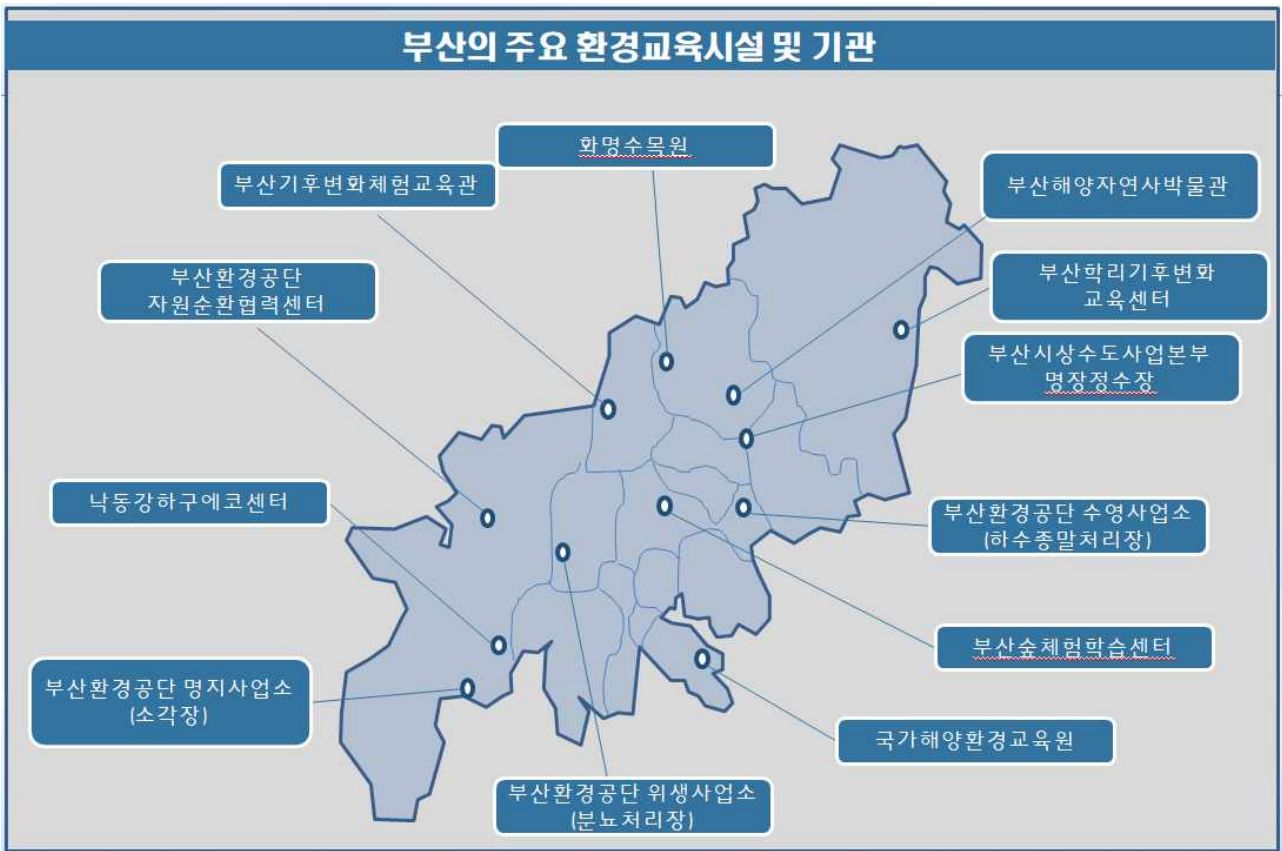 부산의 주요 환경교육시설 및 기관
화명수목원
부산기후변화체험교육관
부산해양자연사박물관
부산환경공단
자원순환협력센터
부산학리기후변화
교육센터
부산시상수도사업본부
명장정수장
낙동강하구에코센터
부산환경공단 수영사업소
(하수종말처리장)
부산숲체험학습센터
부산환경공단 명지사업소
(소각장)
국가해양환경교육원
부산환경공단 위생사업소
(분뇨처리장)